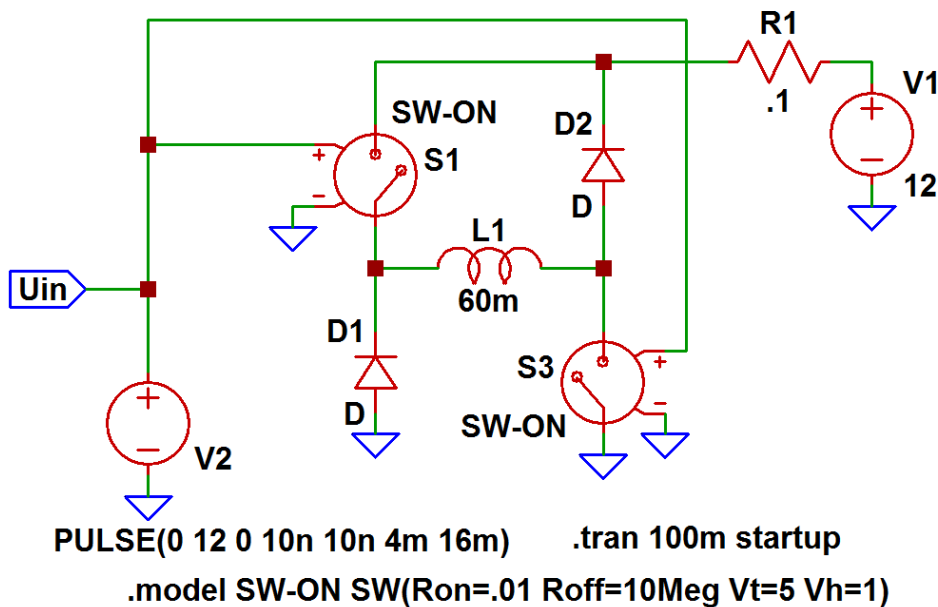 R1
.1
V1
+
−
12
SW-ON
S1
+
−
D2
D
L1
60m
Uin
D1
D
S3
SW-ON
+
−
V2
+
−
PULSE(0 12 0 10n 10n 4m 16m)
.tran 100m startup
.model SW-ON SW(Ron=.01 Roff=10Meg Vt=5 Vh=1)